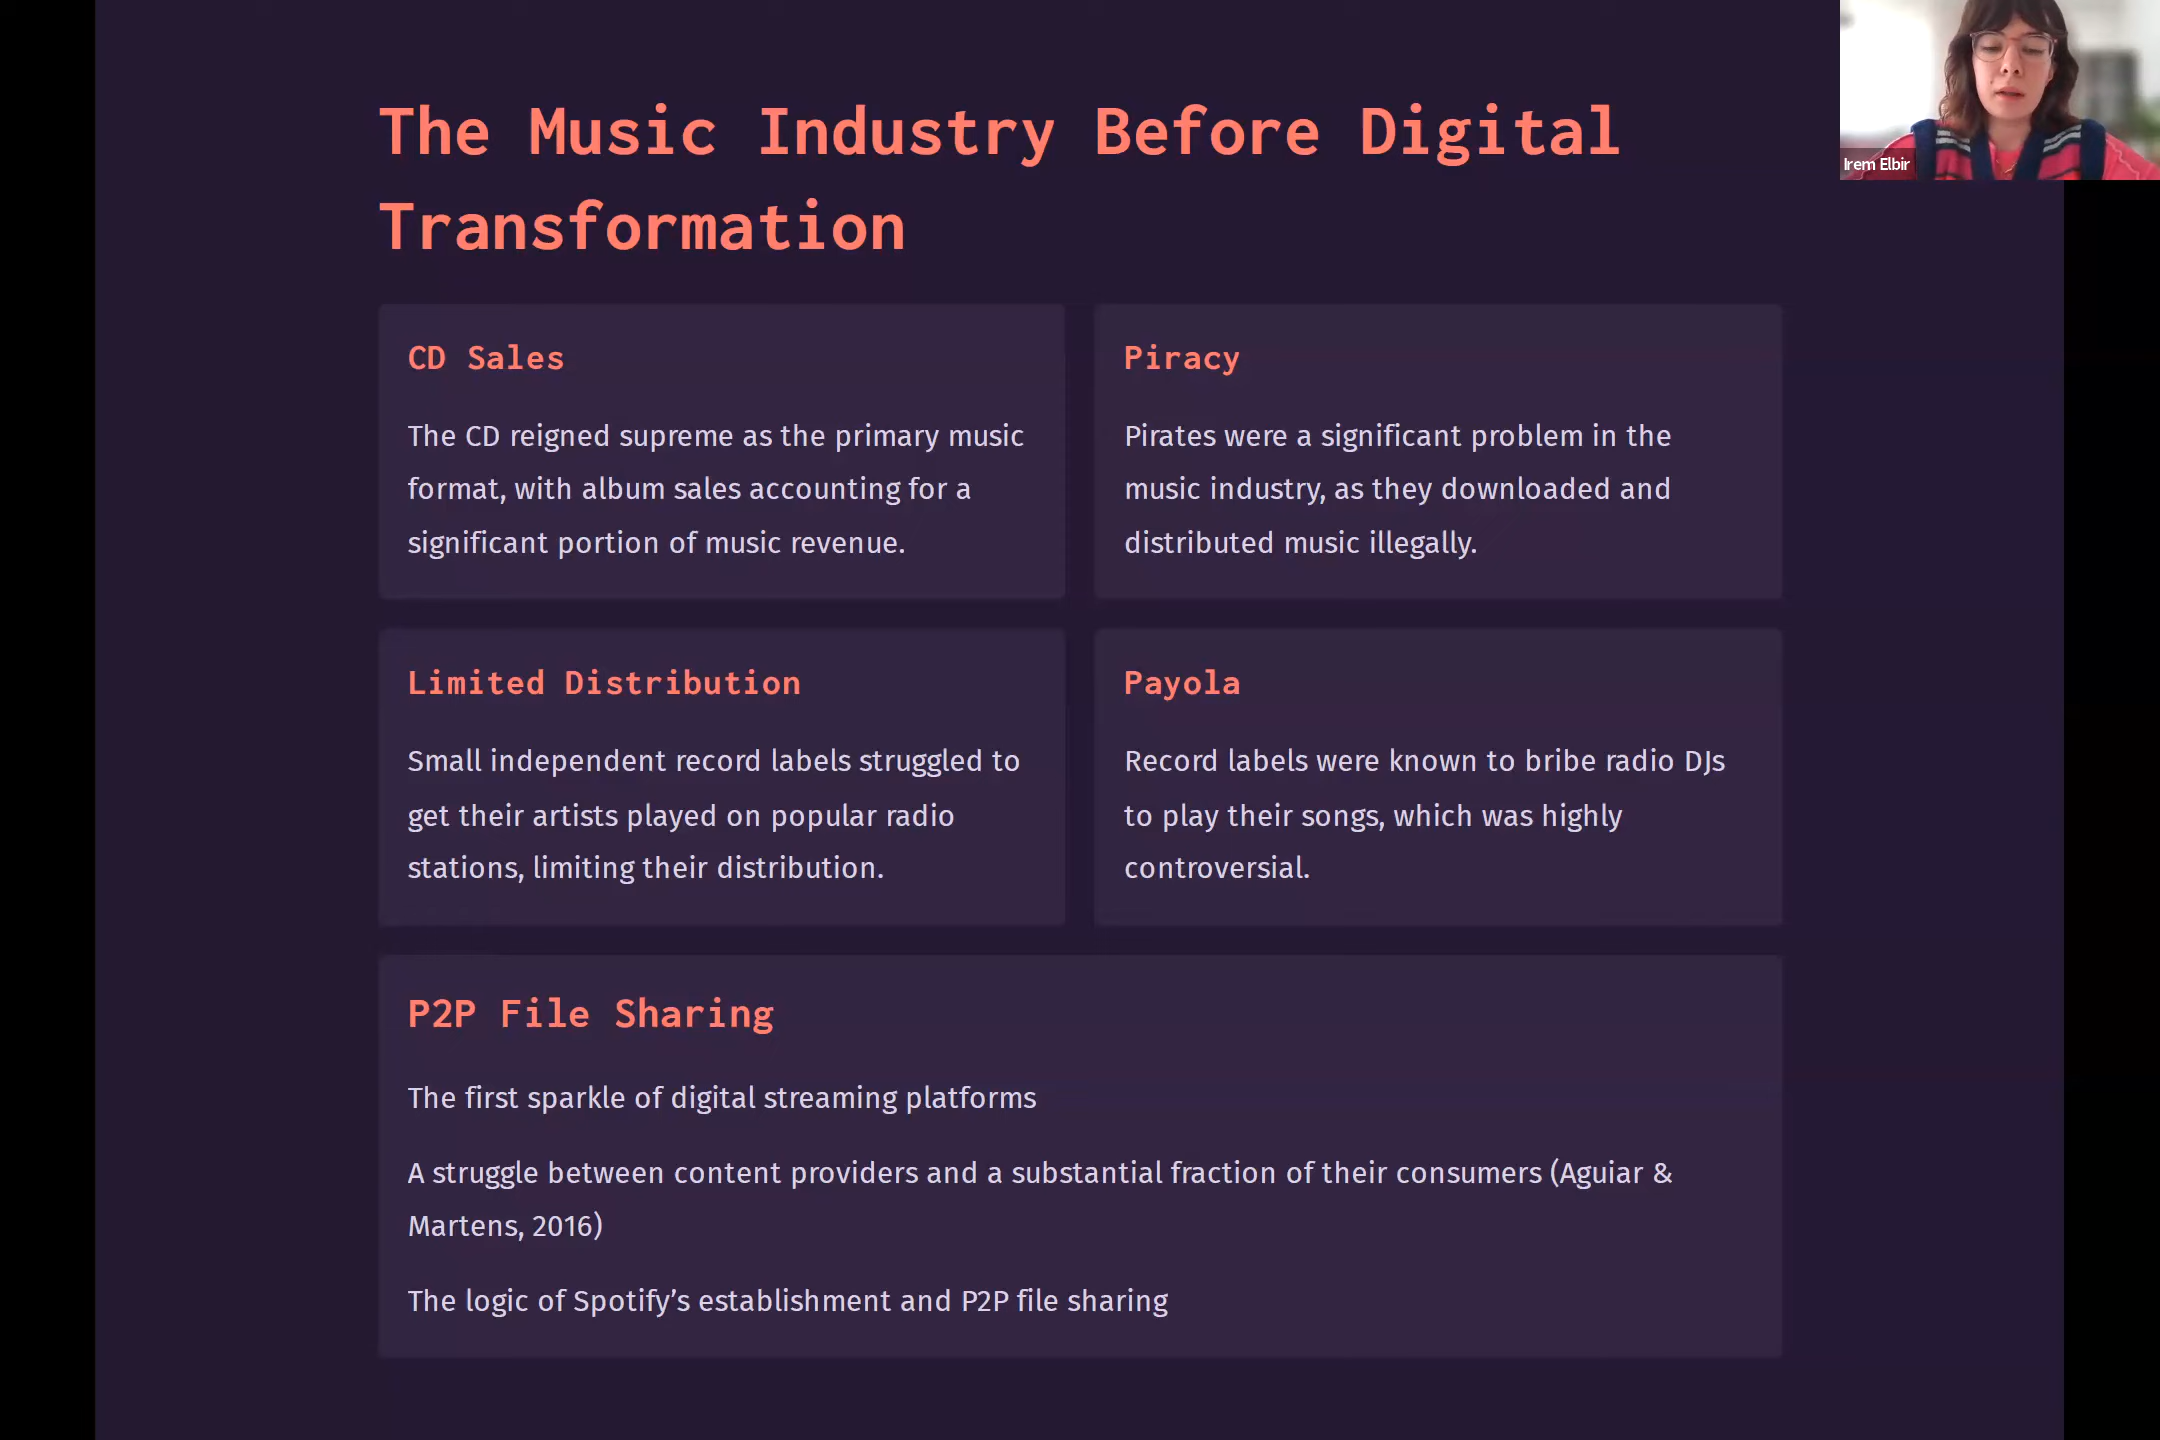 The Music Industry Before Digital
Transformation
Irem Elbir
CD Sales
The CD reigned supreme as the primary music
format, with album sales accounting for a
significant portion of music revenue.
Piracy
Pirates were a significant problem in the
music industry, as they downloaded and
distributed music illegally.
Limited Distribution
Small independent record labels struggled to
get their artists played on popular radio
stations, limiting their distribution.
Payola
Record labels were known to bribe radio DJs
to play their songs, which was highly
controversial.
P2P File Sharing
The first sparkle of digital streaming platforms
A struggle between content providers and a substantial fraction of their consumers (Aguiar &
Martens, 2016)
The logic of Spotify’s establishment and P2P file sharing